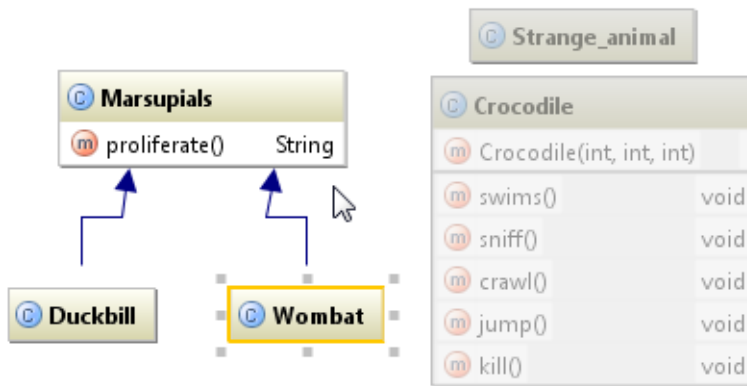 Strange_animal
Marsupials
proliferate() String
Duckbill
Wombat
Crocodile
Crocodile(int, int, int)
swims() void
sniff() void
crawl() void
jump() void
kill() void